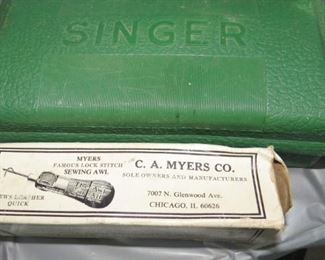 SINGER
MYERS
FAMOUS LOCK STITCH
SEWING AWL
C. A. MYERS CO.
SOLE OWNERS AND MANUFACTURERS
7007 N. Glenwood Ave.
CHICAGO, IL 60626
QUICK